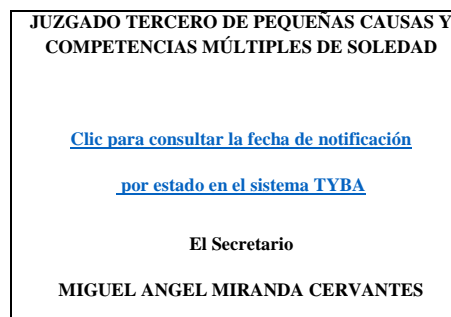 JUZGADO TERCERO DE PEQUEÑAS CAUSAS Y
COMPETENCIAS MÚLTIPLES DE SOLEDAD
Clic para consultar la fecha de notificación
por estado en el sistema TYBA
El Secretario
MIGUEL ANGEL MIRANDA CERVANTES